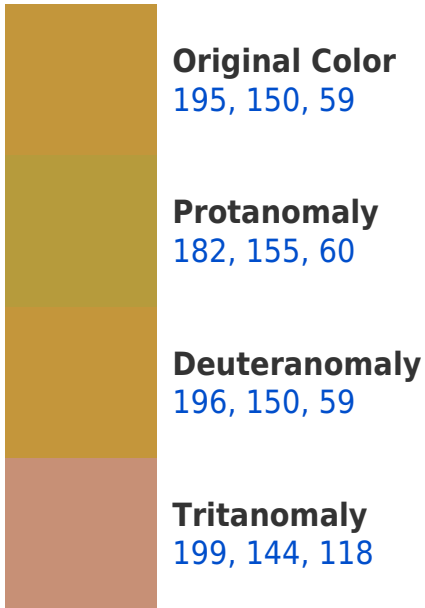 Original Color
195, 150, 59
Protanomaly
182, 155, 60
Deuteranomaly
196, 150, 59
Tritanomaly
199, 144, 118